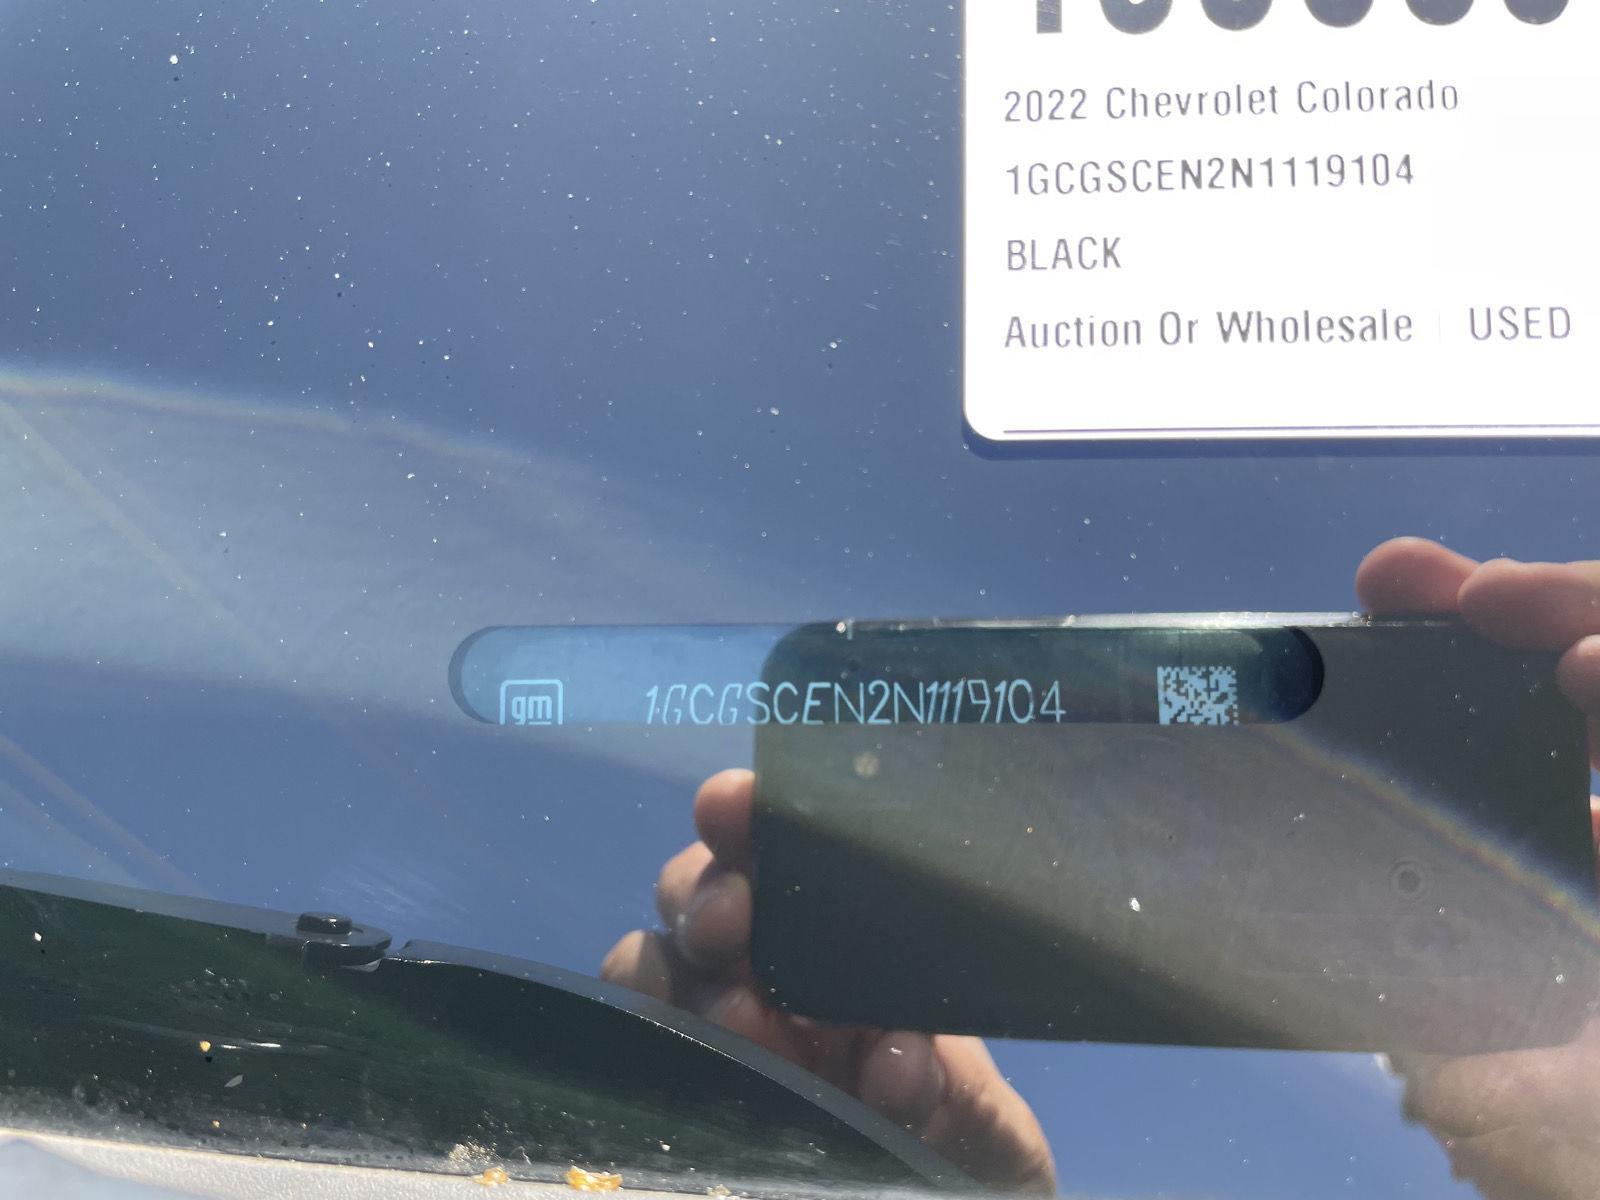 2022 Chevrolet Colorado
1GCGSCEN2N1119104
BLACK
Auction Or Wholesale | USED
gm 1GCGSCEN2N1119104